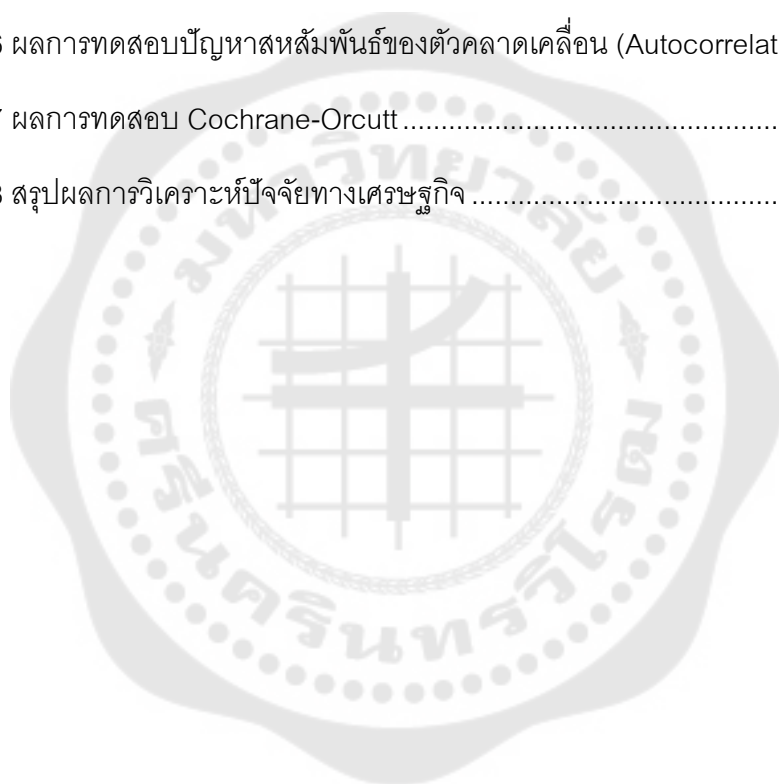 ผลการทดสอบปัญหาสหสัมพันธ์ของตัวคลาดเคลื่อน (Autocorrelat
ผลการทดสอบ Cochrane-Orcutt ................................................
สรุปผลการวิเคราะห์ปัจจัยทางเศรษฐกิจ ........................................
มหาวิทยาลัย
ศรีนครินทรวิโรฒ